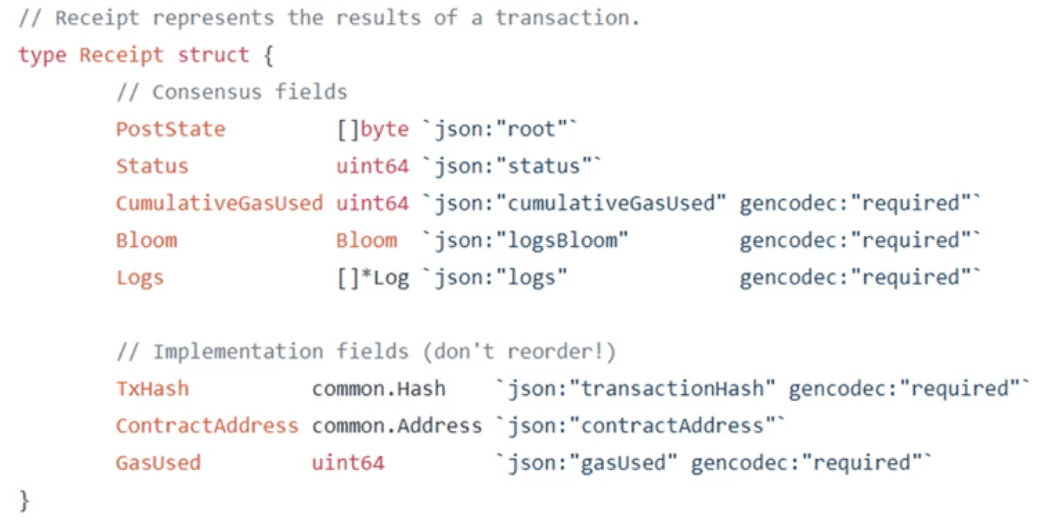 // Receipt represents the results of a transaction.
type Receipt struct {
// Consensus fields
PostState []byte `json:"root"`
Status uint64 `json:"status"`
CumulativeGasUsed uint64 `json:"cumulativeGasUsed" gencodec:"required"`
Bloom Bloom `json:"logsBloom" gencodec:"required"`
Logs []*Log `json:"logs" gencodec:"required"`
// Implementation fields (don't reorder!)
TxHash common.Hash `json:"transactionHash" gencodec:"required"`
ContractAddress common.Address `json:"contractAddress"`
GasUsed uint64 `json:"gasUsed" gencodec:"required"`
}